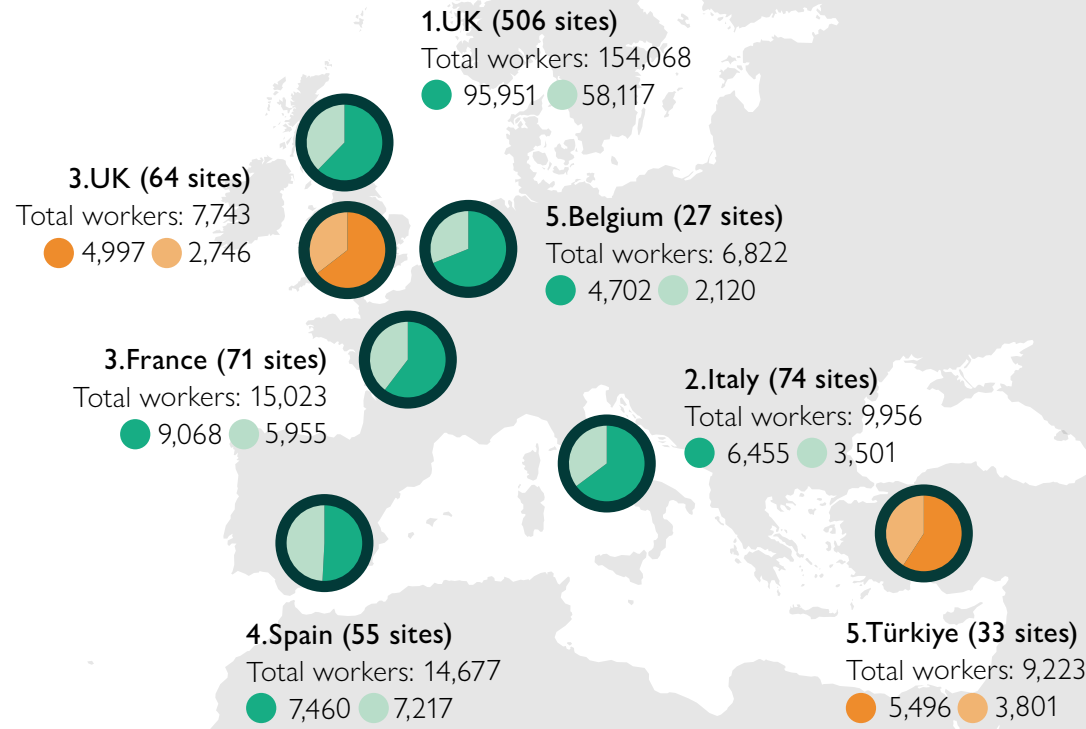 1.UK (506 sites)
Total workers: 154,068
95,951 58,117
3.UK (64 sites)
Total workers: 7,743
4,997 2,746
5.Belgium (27 sites)
Total workers: 6,822
4,702 2,120
3.France (71 sites)
Total workers: 15,023
9,068 5,955
2.Italy (74 sites)
Total workers: 9,956
6,455 3,501
4.Spain (55 sites)
Total workers: 14,677
7,460 7,217
5.Türkiye (33 sites)
Total workers: 9,223
5,496 3,801